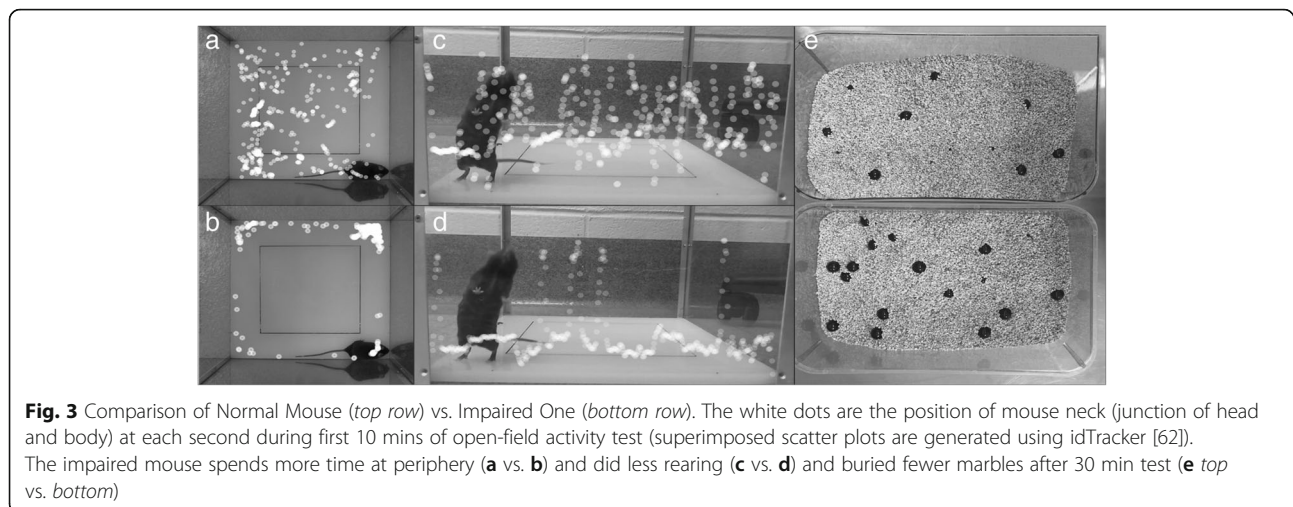 a
c
e
b
d
Fig. 3 Comparison of Normal Mouse (top row) vs. Impaired One (bottom row). The white dots are the position of mouse neck (junction of head
and body) at each second during first 10 mins of open-field activity test (superimposed scatter plots are generated using idTracker [62]).
The impaired mouse spends more time at periphery (a vs. b) and did less rearing (c vs. d) and buried fewer marbles after 30 min test (e top
vs. bottom)